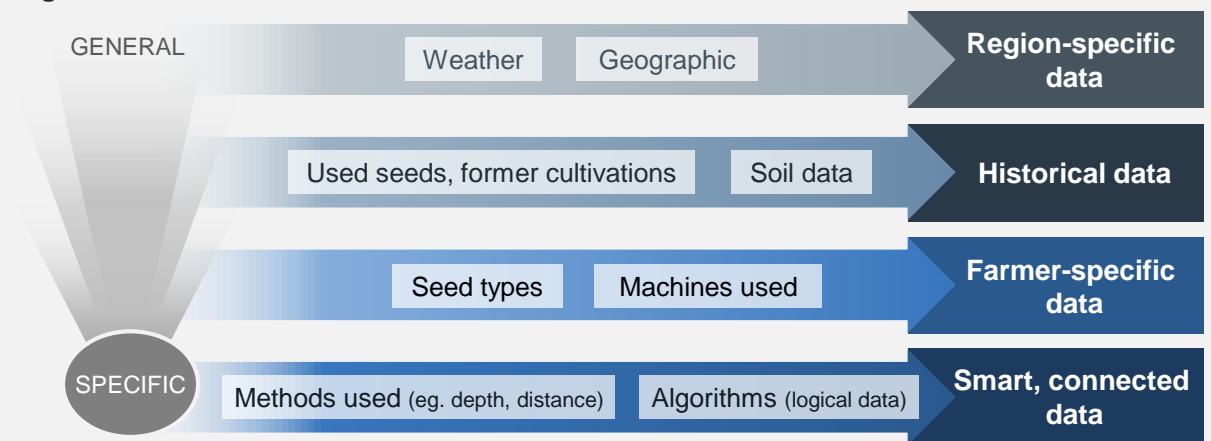 GENERAL
Weather
Geographic
Region-specific
data
Used seeds, former cultivations
Soil data
Historical data
Seed types
Machines used
Farmer-specific
data
SPECIFIC
Methods used (eg. depth, distance)
Algorithms (logical data)
Smart, connected
data